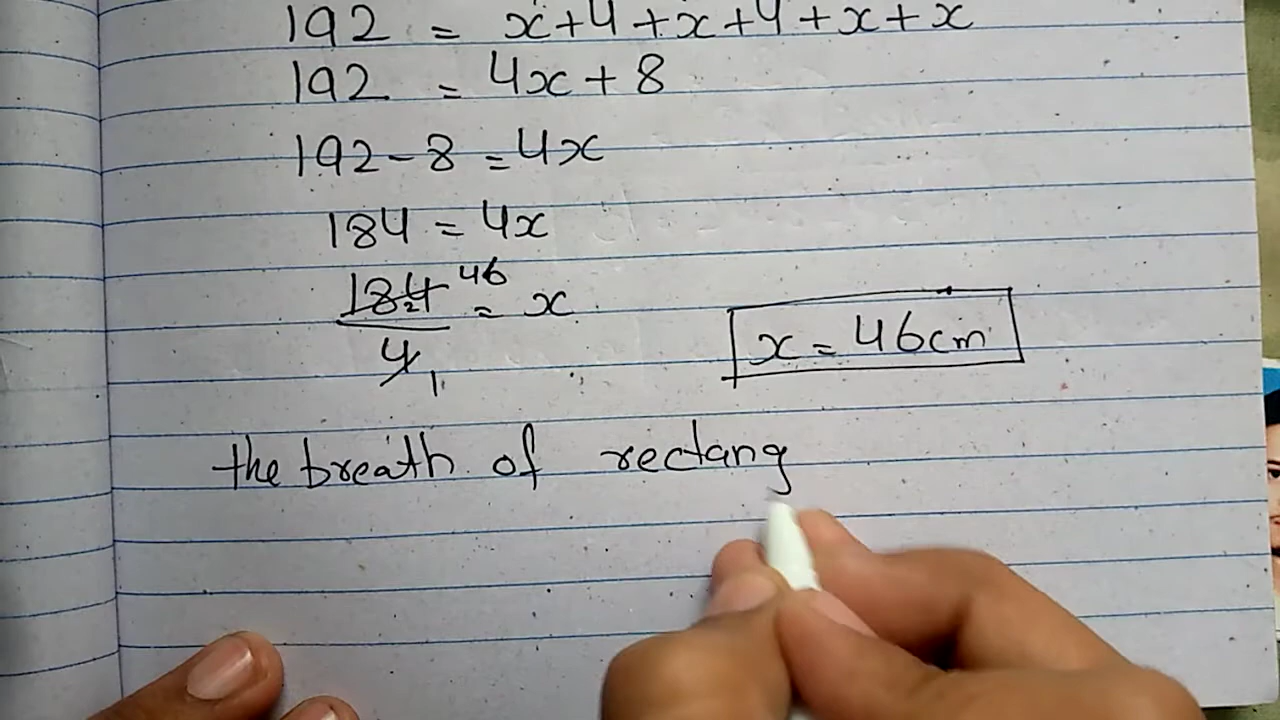 192 = x+4+x+4+x+x
192 = 4x+8
192-8 = 4x
184 = 4x
184 46
21 = x
4 1
x = 46cm
the breath of rectang